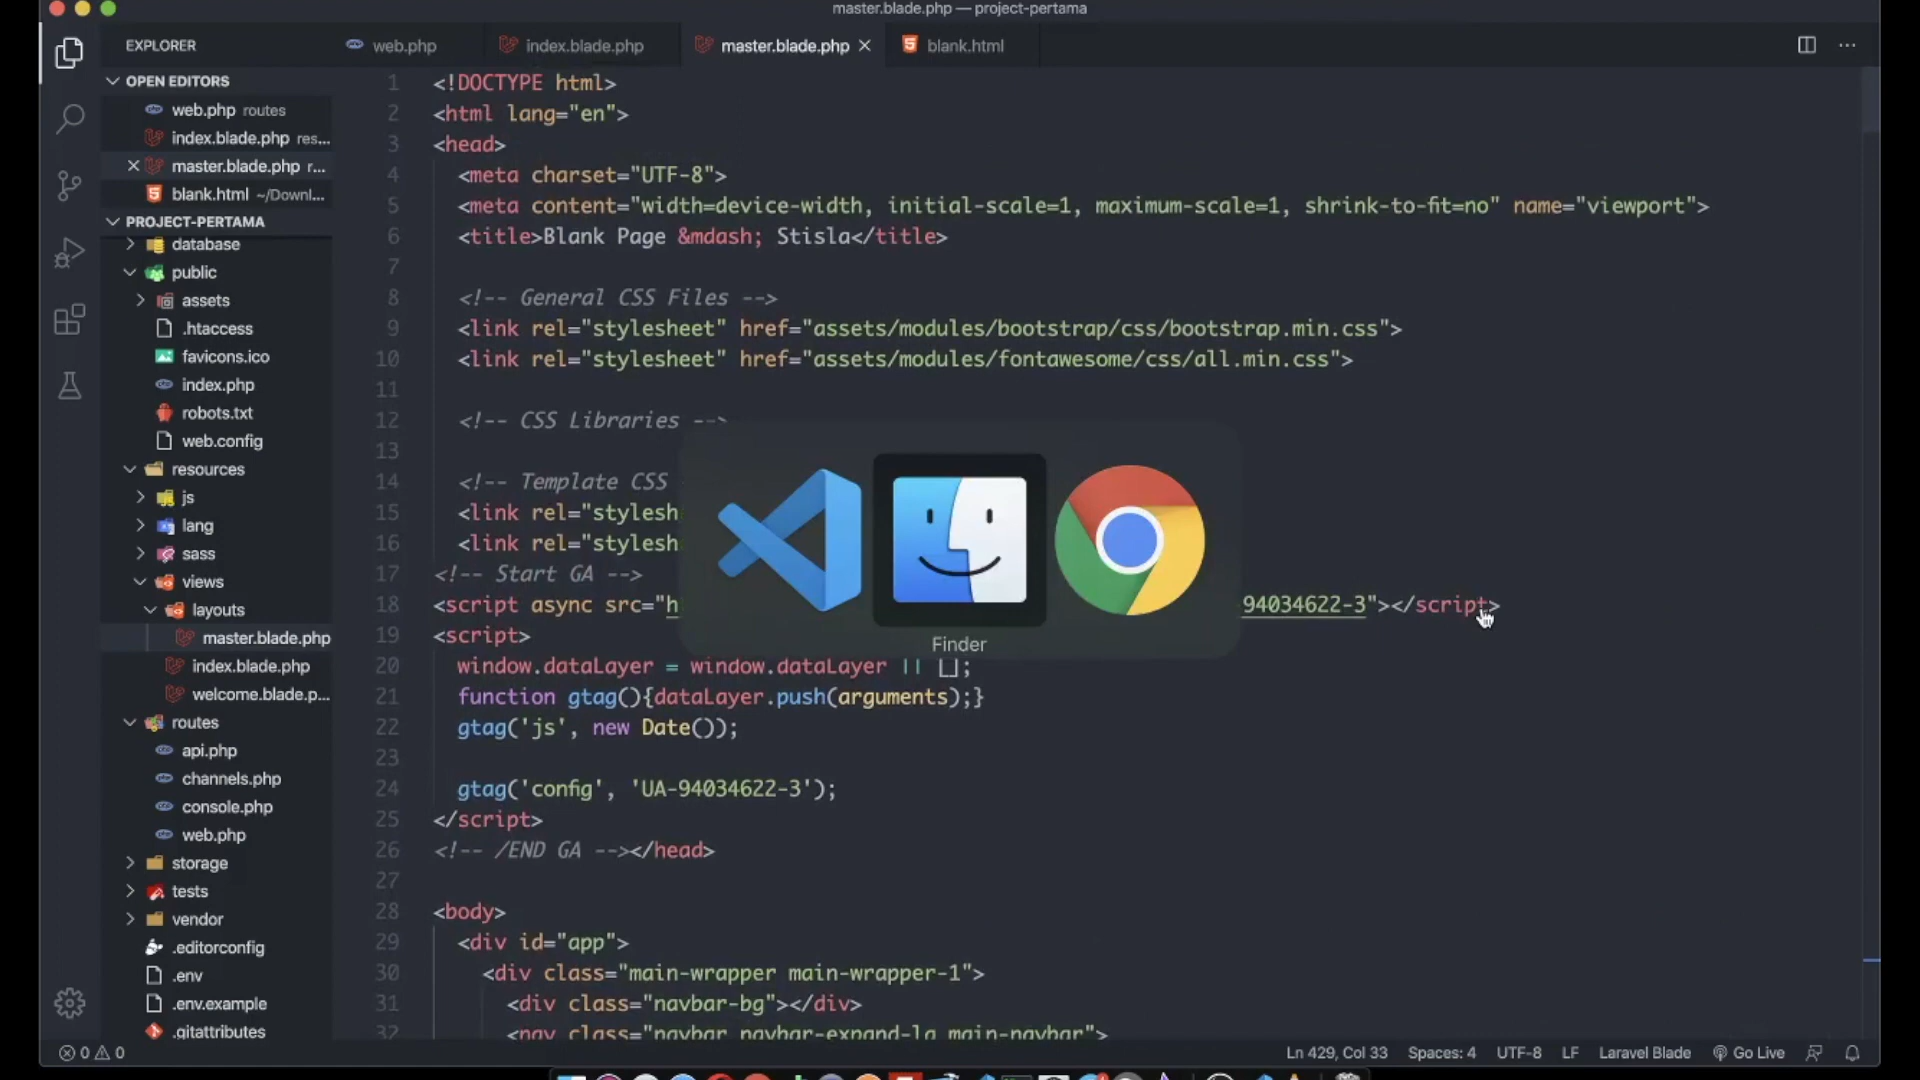 master.blade.php — project-pertama
EXPLORER
web.php
index.blade.php
master.blade.php
blank.html
OPEN EDITORS
web.php routes
index.blade.php res...
master.blade.php r...
blank.html ~/Downl...
PROJECT-PERTAMA
database
public
assets
.htaccess
favicons.ico
index.php
robots.txt
web.config
resources
js
lang
sass
views
layouts
master.blade.php
index.blade.php
welcome.blade.p...
routes
api.php
channels.php
console.php
web.php
storage
tests
vendor
.editorconfig
.env
.env.example
.gitattributes
1 <!DOCTYPE html>
2 <html lang="en">
3 <head>
4 <meta charset="UTF-8">
5 <meta content="width=device-width, initial-scale=1, maximum-scale=1, shrink-to-fit=no" name="viewport">
6 <title>Blank Page &mdash; Stisla</title>
7
8 <!-- General CSS Files -->
9 <link rel="stylesheet" href="assets/modules/bootstrap/css/bootstrap.min.css">
10 <link rel="stylesheet" href="assets/modules/fontawesome/css/all.min.css">
11
12 <!-- CSS Libraries -->
13
14 <!-- Template CSS
15 <link rel="stylesh
16 <link rel="stylesh
17 <!-- Start GA -->
18 <script async src="h -94034622-3"></script>
19 <script>
20 window.dataLayer = window.dataLayer || [];
21 function gtag(){dataLayer.push(arguments);}
22 gtag('js', new Date());
23
24 gtag('config', 'UA-94034622-3');
25 </script>
26 <!-- /END GA --></head>
27
28 <body>
29 <div id="app">
30 <div class="main-wrapper main-wrapper-1">
31 <div class="navbar-bg"></div>
32 <nav class="navbar navbar-expand-lg main-navbar">
Finder
0 0
Ln 429, Col 33
Spaces: 4
UTF-8
LF
Laravel Blade
Go Live